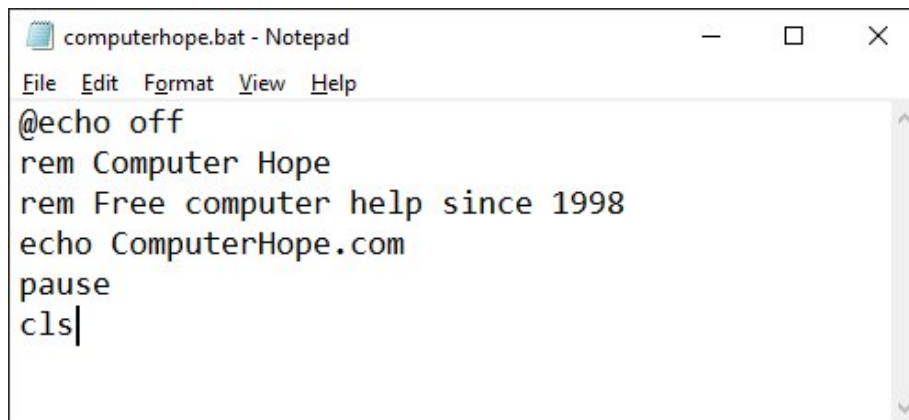 computerhope.bat - Notepad
File Edit Format View Help
@echo off
rem Computer Hope
rem Free computer help since 1998
echo ComputerHope.com
pause
cls